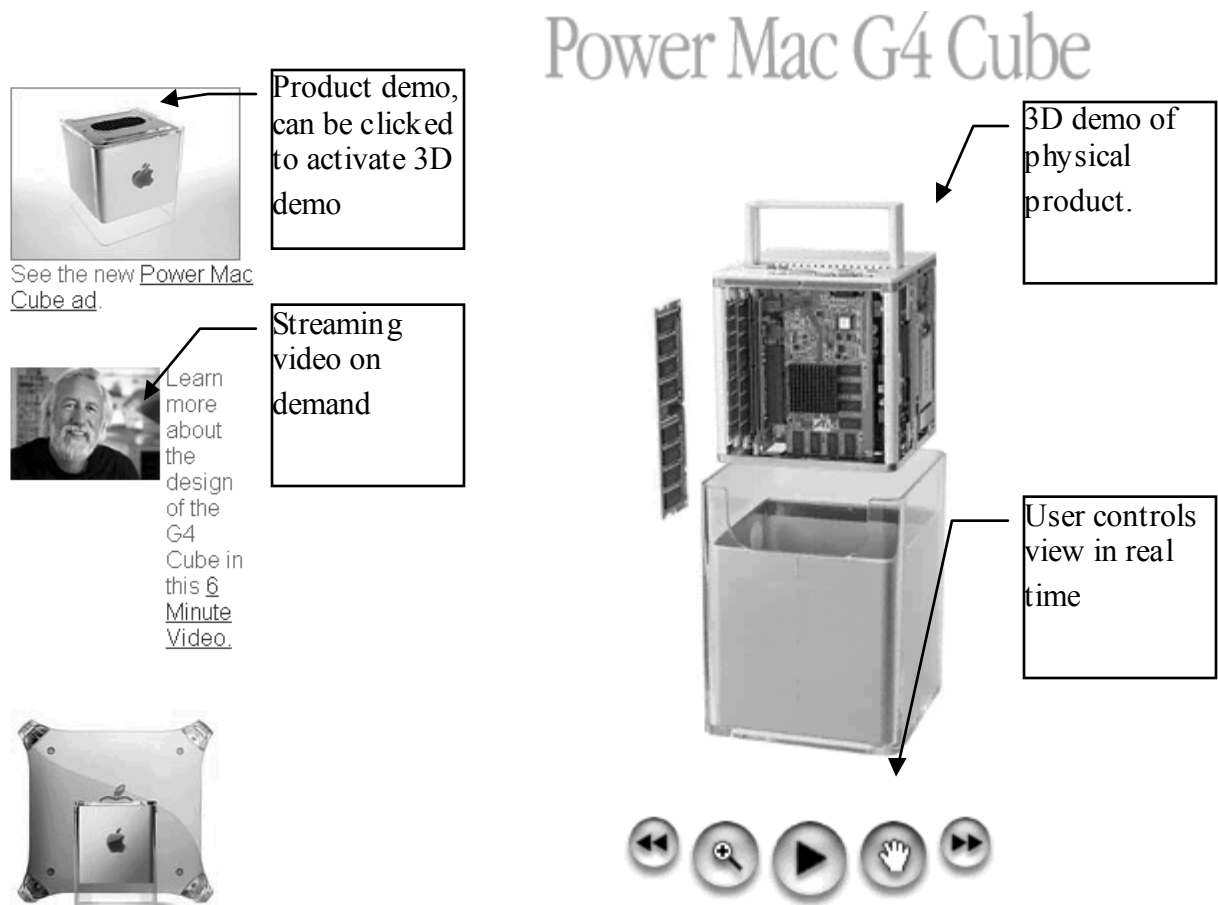 Power Mac G4 Cube
Product demo,
can be clicked
to activate 3D
demo
See the new Power Mac
Cube ad.
Streaming
video on
demand
Learn
more
about
the
design
of the
G4
Cube in
this 6
Minute
Video.
3D demo of
physical
product.
User controls
view in real
time